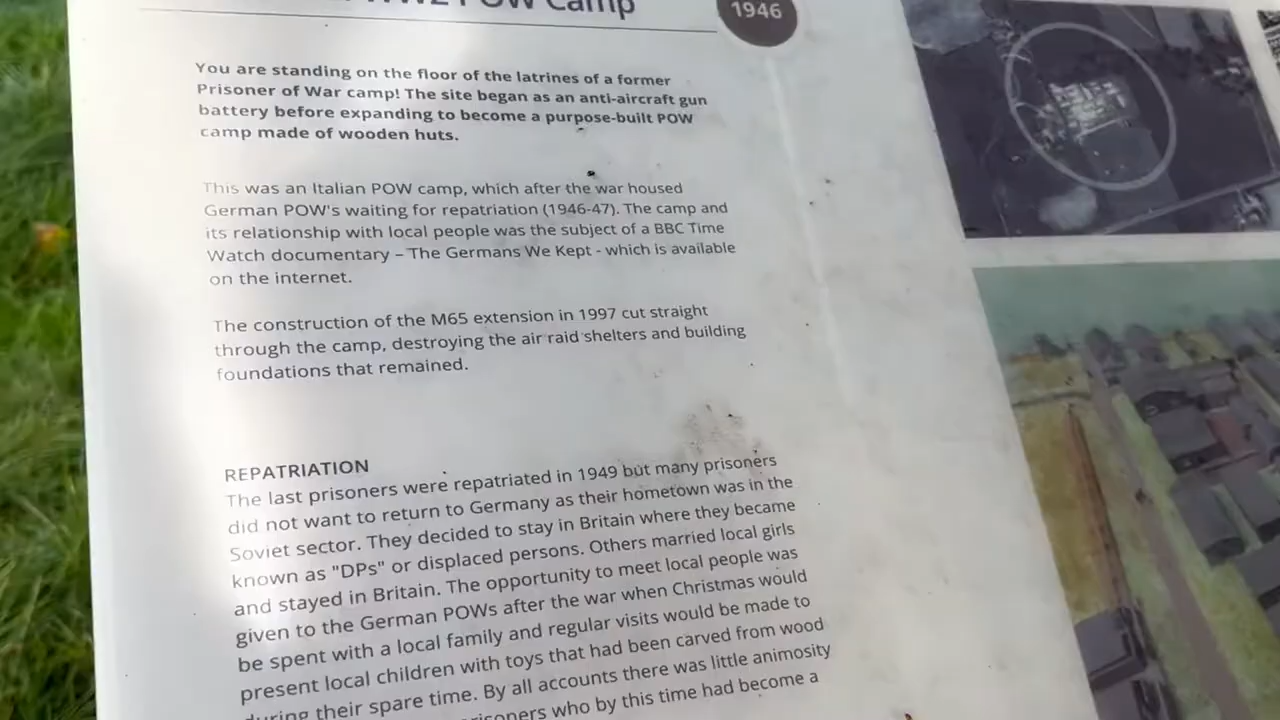 WW2 POW Camp
1946
You are standing on the floor of the latrines of a former
Prisoner of War camp! The site began as an anti-aircraft gun
battery before expanding to become a purpose-built POW
camp made of wooden huts.
This was an Italian POW camp, which after the war housed
German POW's waiting for repatriation (1946-47). The camp and
its relationship with local people was the subject of a BBC Time
Watch documentary – The Germans We Kept - which is available
on the internet.
The construction of the M65 extension in 1997 cut straight
through the camp, destroying the air raid shelters and building
foundations that remained.
REPATRIATION
The last prisoners were repatriated in 1949 but many prisoners
did not want to return to Germany as their hometown was in the
Soviet sector. They decided to stay in Britain where they became
known as "DPs" or displaced persons. Others married local girls
and stayed in Britain. The opportunity to meet local people was
given to the German POWs after the war when Christmas would
be spent with a local family and regular visits would be made to
present local children with toys that had been carved from wood
during their spare time. By all accounts there was little animosity
prisoners who by this time had become a